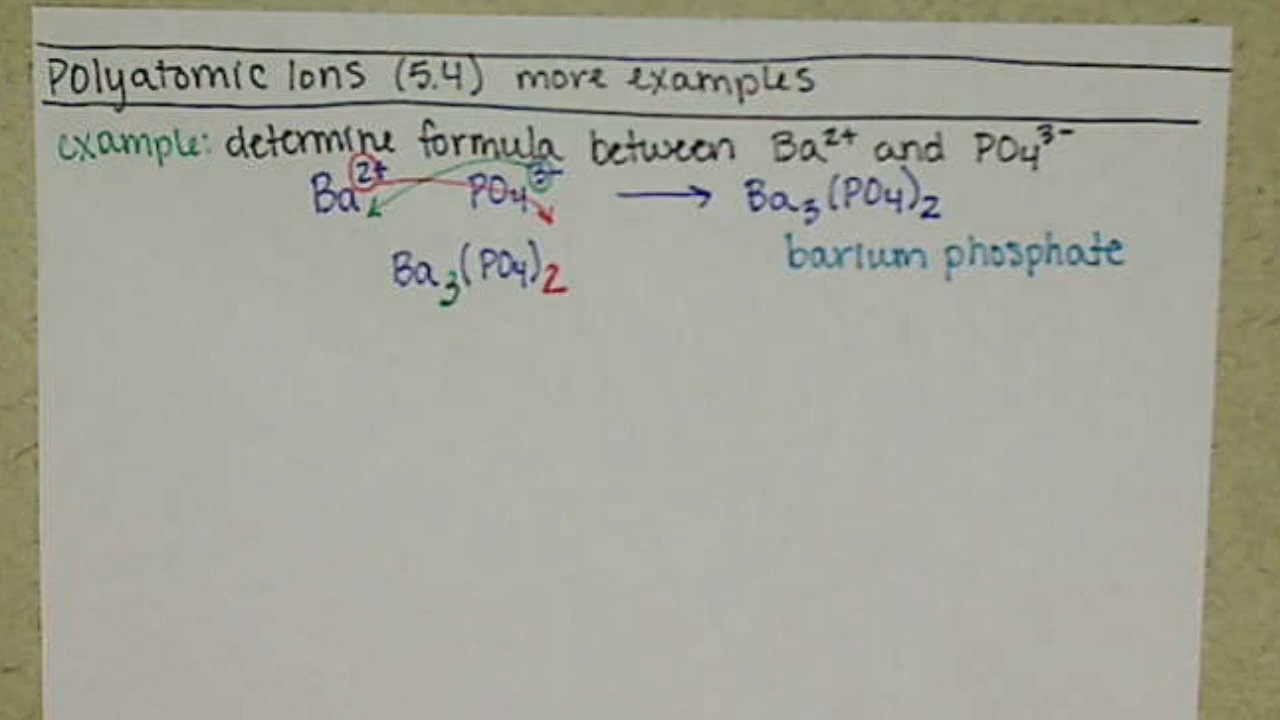 Polyatomic Ions (5.4) more examples
example: determine formula between Ba²⁺ and PO₄³⁻
Ba²⁺ PO₄³⁻ → Ba₃(PO₄)₂
Ba₃(PO₄)₂ barium phosphate